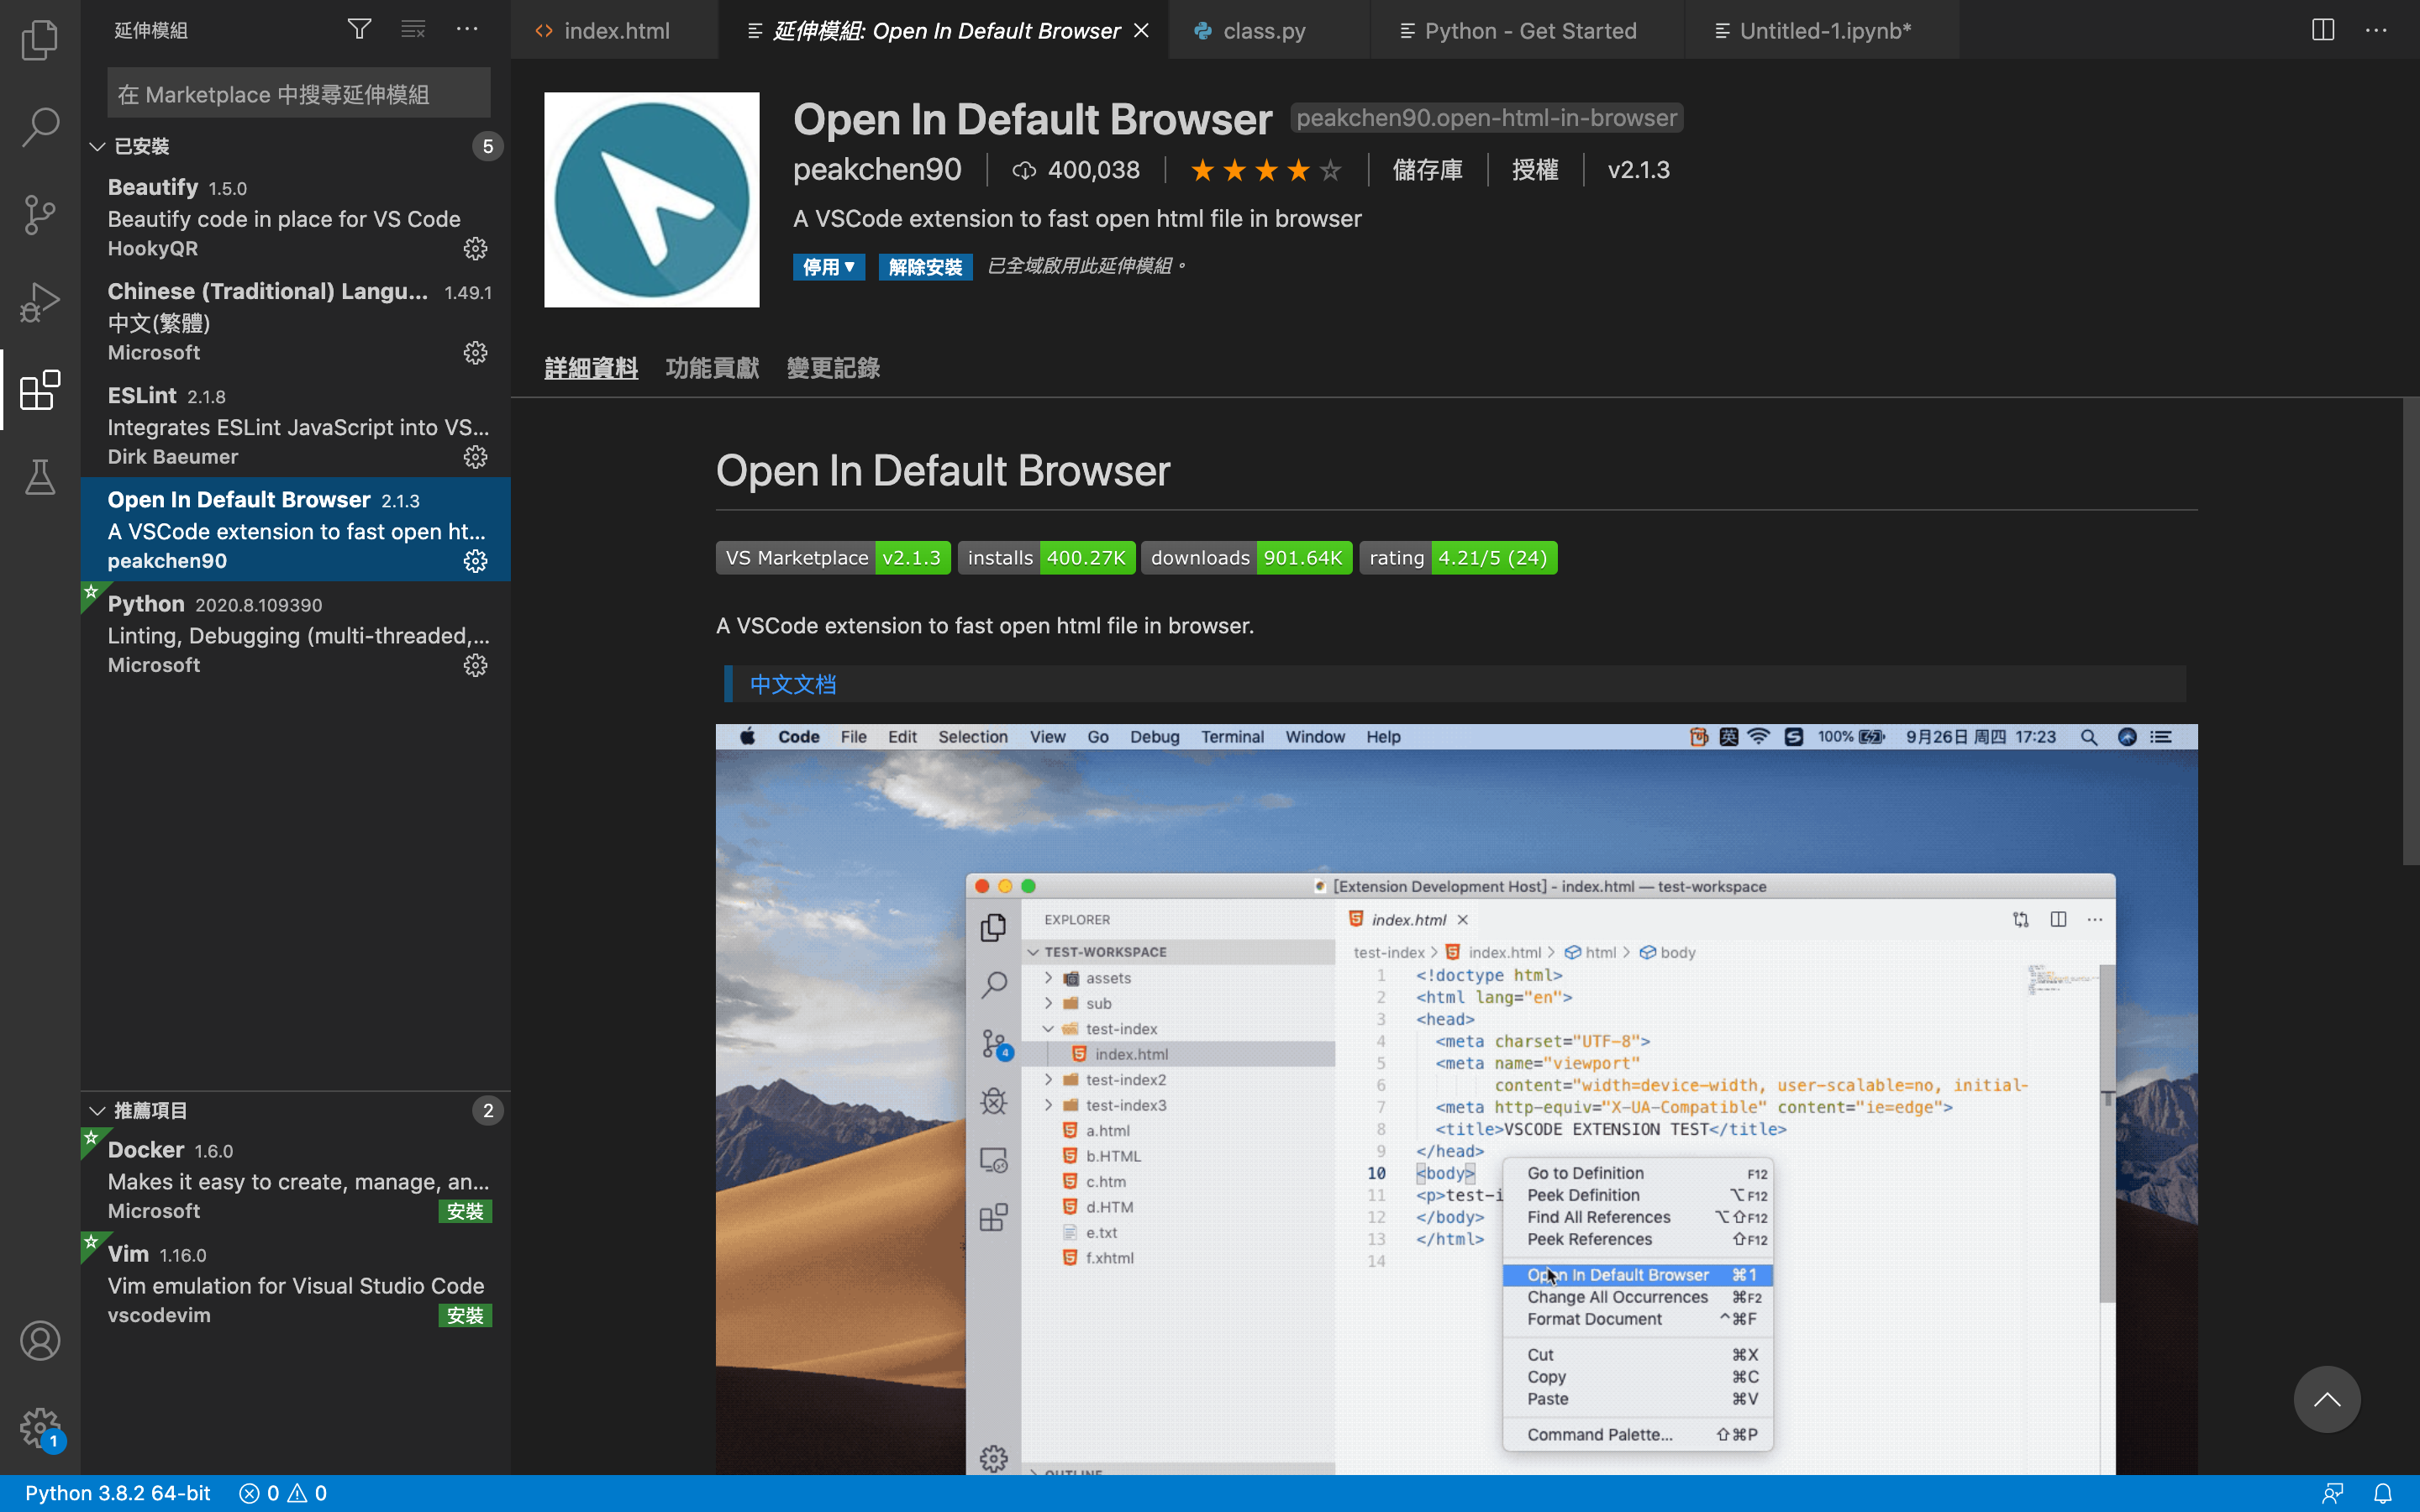 延伸模組
在 Marketplace 中搜尋延伸模組
已安裝 5
Beautify 1.5.0
Beautify code in place for VS Code
HookyQR
Chinese (Traditional) Langu... 1.49.1
中文(繁體)
Microsoft
ESLint 2.1.8
Integrates ESLint JavaScript into VS...
Dirk Baeumer
Open In Default Browser 2.1.3
A VSCode extension to fast open ht...
peakchen90
Python 2020.8.109390
Linting, Debugging (multi-threaded,...
Microsoft
推薦項目 2
Docker 1.6.0
Makes it easy to create, manage, an...
Microsoft 安裝
Vim 1.16.0
Vim emulation for Visual Studio Code
vscodevim 安裝
1
index.html 延伸模組: Open In Default Browser class.py Python - Get Started Untitled-1.ipynb*
Open In Default Browser peakchen90.open-html-in-browser
peakchen90 400,038 儲存庫 授權 v2.1.3
A VSCode extension to fast open html file in browser
停用 解除安裝 已全域啟用此延伸模組。
詳細資料 功能貢獻 變更記錄
Open In Default Browser
VS Marketplace v2.1.3 installs 400.27K downloads 901.64K rating 4.21/5 (24)
A VSCode extension to fast open html file in browser.
中文文档
Code File Edit Selection View Go Debug Terminal Window Help 英 100% 9月26日 周四 17:23
[Extension Development Host] - index.html — test-workspace
EXPLORER
TEST-WORKSPACE
assets
sub
test-index
index.html
test-index2
test-index3
a.html
b.HTML
c.htm
d.HTM
e.txt
f.xhtml
OUTLINE
4
index.html
test-index > index.html > html > body
1 <!doctype html>
2 <html lang="en">
3 <head>
4 <meta charset="UTF-8">
5 <meta name="viewport"
6 content="width=device-width, user-scalable=no, initial-
7 <meta http-equiv="X-UA-Compatible" content="ie=edge">
8 <title>VSCODE EXTENSION TEST</title>
9 </head>
10 <body>
11 <p>test-i
12 </body>
13 </html>
14
Go to Definition F12
Peek Definition ⌥F12
Find All References ⌥⇧F12
Peek References ⇧F12
Open In Default Browser ⌘1
Change All Occurrences ⌘F2
Format Document ^⌘F
Cut ⌘X
Copy ⌘C
Paste ⌘V
Command Palette... ⇧⌘P
Python 3.8.2 64-bit 0 0